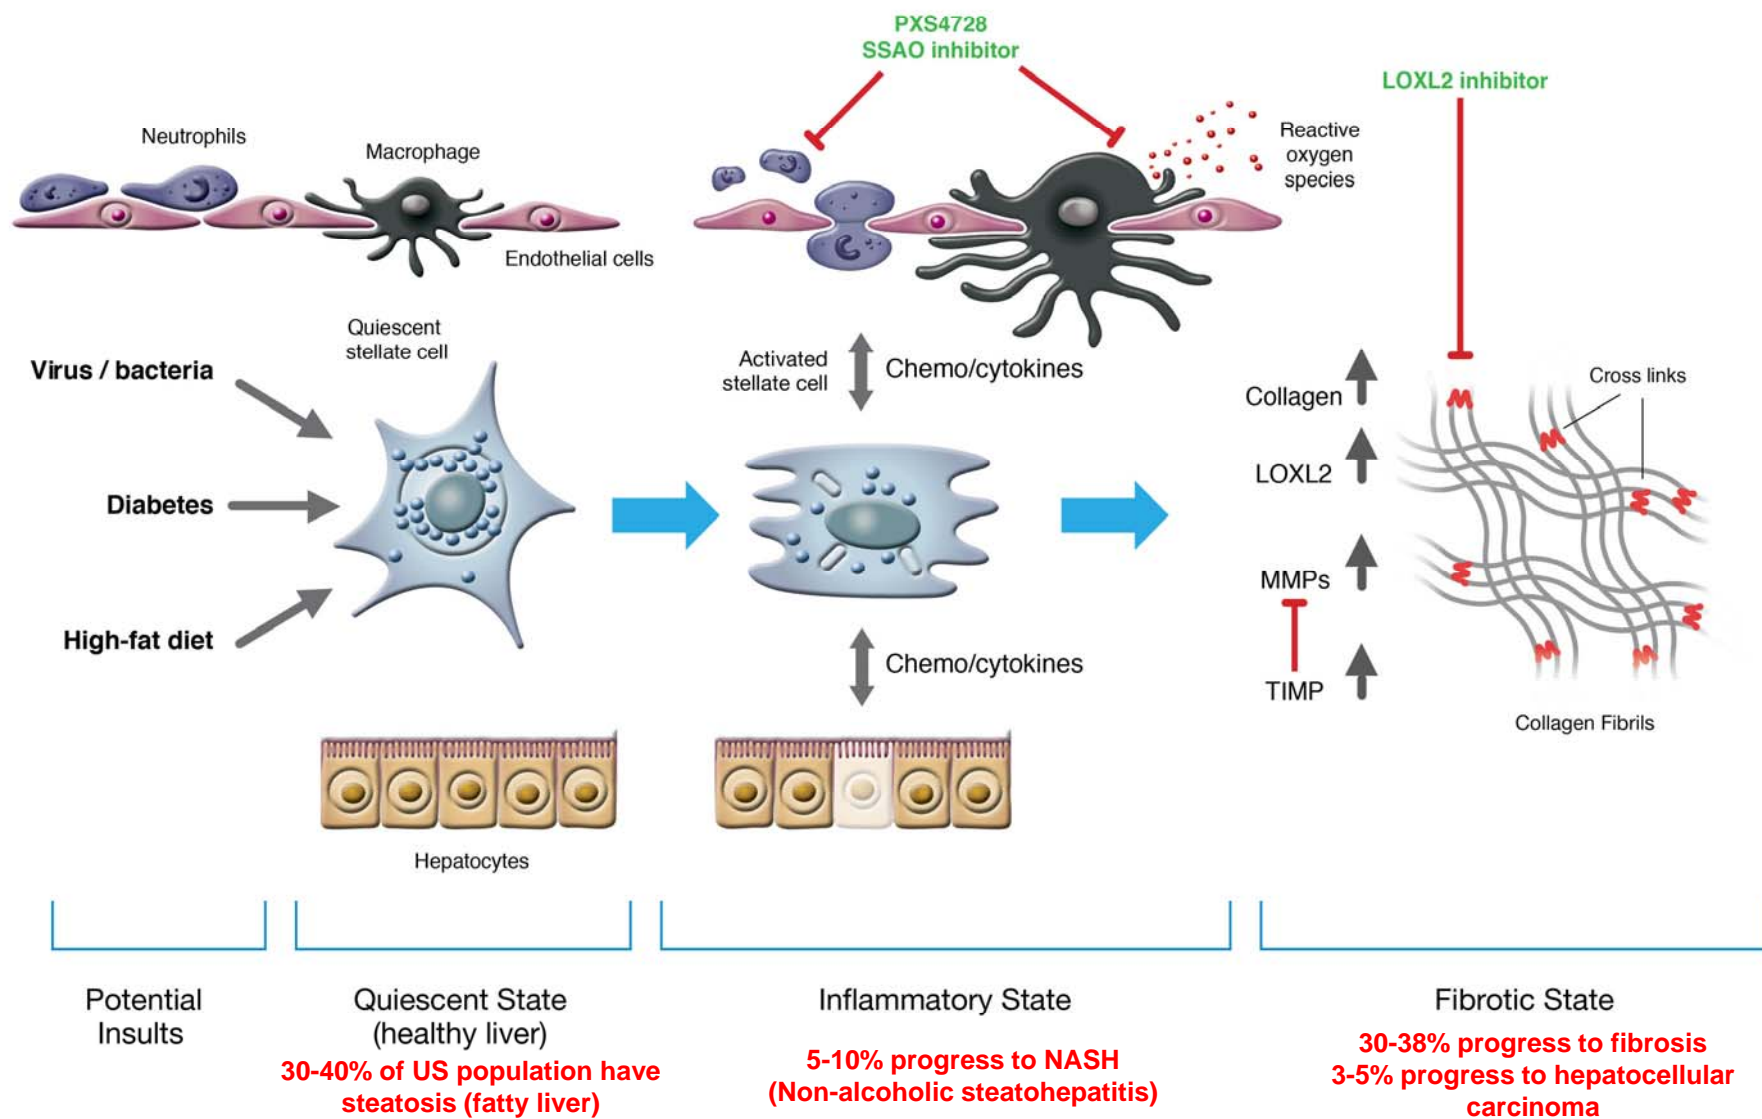 PXS4728
SSAO inhibitor
LOXL2 inhibitor
Neutrophils
Macrophage
Endothelial cells
Reactive
oxygen
species
Quiescent
stellate cell
Virus / bacteria
Diabetes
High-fat diet
Activated
stellate cell
Chemo/cytokines
Chemo/cytokines
Collagen
LOXL2
MMPs
TIMP
Cross links
Collagen Fibrils
Hepatocytes
Potential
Insults
Quiescent State
(healthy liver)
30-40% of US population have
steatosis (fatty liver)
Inflammatory State
5-10% progress to NASH
(Non-alcoholic steatohepatitis)
Fibrotic State
30-38% progress to fibrosis
3-5% progress to hepatocellular
carcinoma